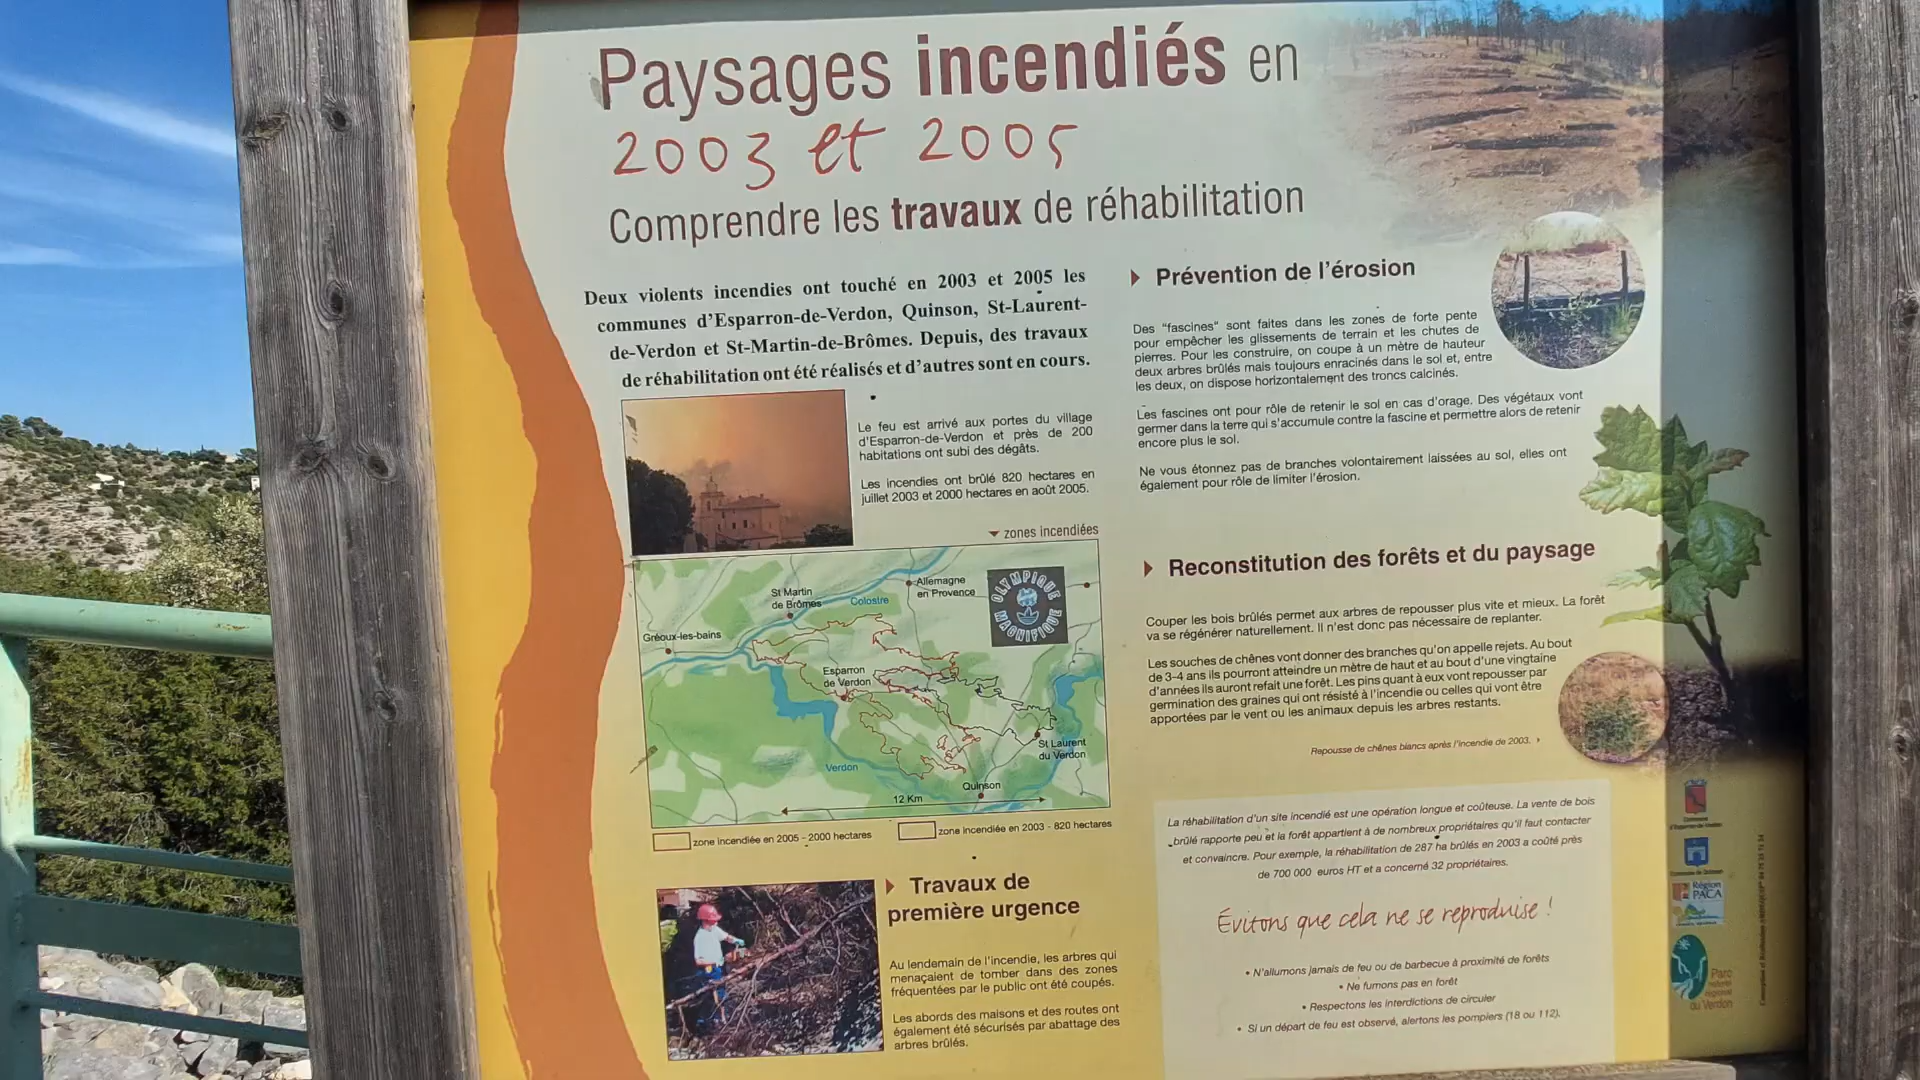 Paysages incendiés en
2003 et 2005
Comprendre les travaux de réhabilitation
Deux violents incendies ont touché en 2003 et 2005 les
communes d'Esparron-de-Verdon, Quinson, St-Laurent-
de-Verdon et St-Martin-de-Brômes. Depuis, des travaux
de réhabilitation ont été réalisés et d'autres sont en cours.
Le feu est arrivé aux portes du village
d'Esparron-de-Verdon et près de 200
habitations ont subi des dégâts.
Les incendies ont brûlé 820 hectares en
juillet 2003 et 2000 hectares en août 2005.
zones incendiées
Allemagne
en Provence
St Martin
de Brômes
Colostre
OLYMPIQUE
MAGNIFIQUE
Gréoux-les-bains
Esparron
de Verdon
St Laurent
du Verdon
Verdon
Quinson
12 Km
zone incendiée en 2005 - 2000 hectares
zone incendiée en 2003 - 820 hectares
Travaux de
première urgence
Au lendemain de l'incendie, les arbres qui
menaçaient de tomber dans des zones
fréquentées par le public ont été coupés.
Les abords des maisons et des routes ont
également été sécurisés par abattage des
arbres brûlés.
Prévention de l'érosion
Des "fascines" sont faites dans les zones de forte pente
pour empêcher les glissements de terrain et les chutes de
pierres. Pour les construire, on coupe à un mètre de hauteur
deux arbres brûlés mais toujours enracinés dans le sol et, entre
les deux, on dispose horizontalement des troncs calcinés.
Les fascines ont pour rôle de retenir le sol en cas d'orage. Des végétaux vont
germer dans la terre qui s'accumule contre la fascine et permettre alors de retenir
encore plus le sol.
Ne vous étonnez pas de branches volontairement laissées au sol, elles ont
également pour rôle de limiter l'érosion.
Reconstitution des forêts et du paysage
Couper les bois brûlés permet aux arbres de repousser plus vite et mieux. La forêt
va se régénérer naturellement. Il n'est donc pas nécessaire de replanter.
Les souches de chênes vont donner des branches qu'on appelle rejets. Au bout
de 3-4 ans ils pourront atteindre un mètre de haut et au bout d'une vingtaine
d'années ils auront refait une forêt. Les pins quant à eux vont repousser par
germination des graines qui ont résisté à l'incendie ou celles qui vont être
apportées par le vent ou les animaux depuis les arbres restants.
Repousse de chênes blancs après l'incendie de 2003.
La réhabilitation d'un site incendié est une opération longue et coûteuse. La vente de bois
brûlé rapporte peu et la forêt appartient à de nombreux propriétaires qu'il faut contacter
et convaincre. Pour exemple, la réhabilitation de 287 ha brûlés en 2003 a coûté près
de 700 000 euros HT et a concerné 32 propriétaires.
Évitons que cela ne se reproduise !
• N'allumons jamais de feu ou de barbecue à proximité de forêts
• Ne fumons pas en forêt
• Respectons les interdictions de circuler
• Si un départ de feu est observé, alertons les pompiers (18 ou 112).
Région
PACA
Parc
naturel
régional
du Verdon